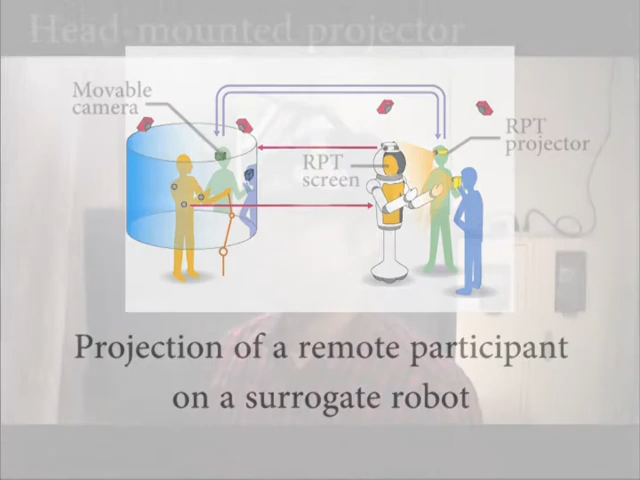 Head-mounted projector
Movable
camera
RPT
projector
RPT
screen
Projection of a remote participant
on a surrogate robot